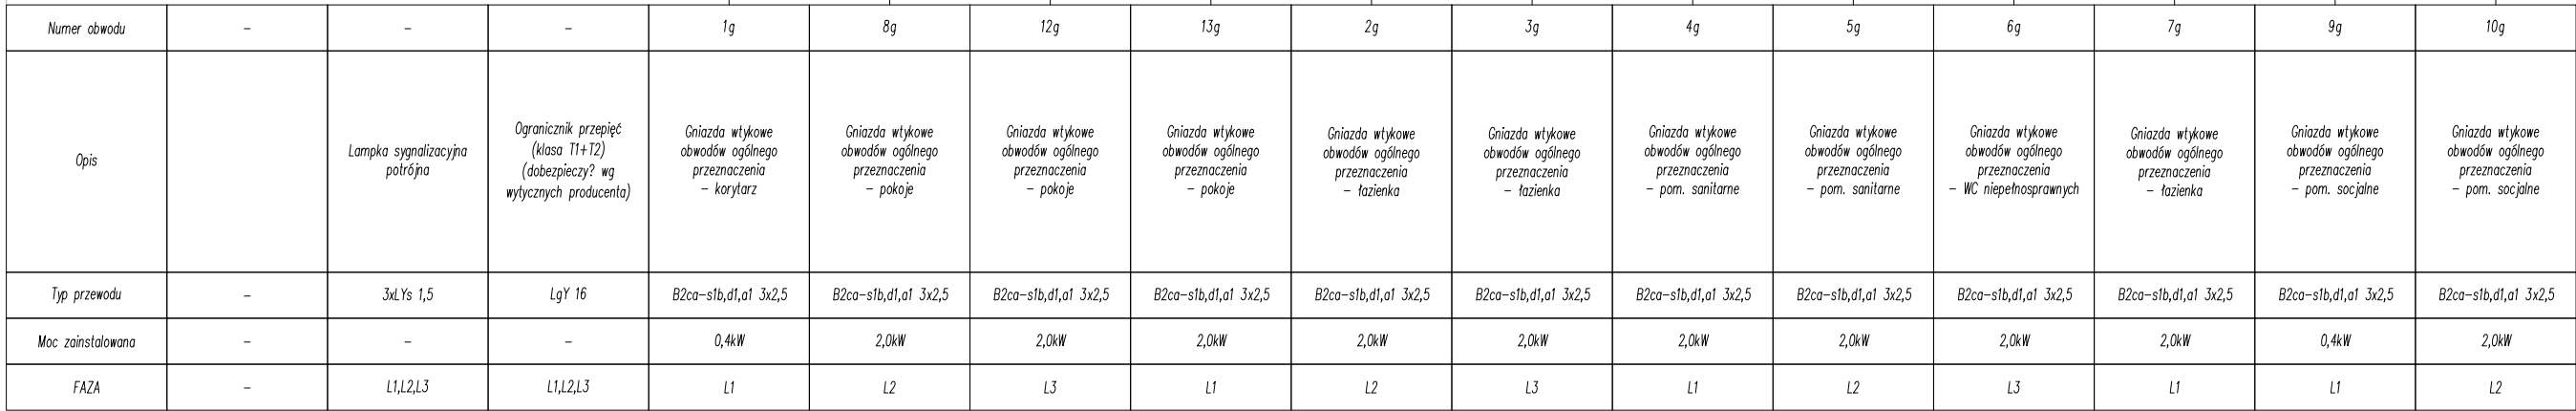 Numer obwodu – – – 1g 8g 12g 13g 2g 3g 4g 5g 6g 7g 9g 10g
Opis
Lampka sygnalizacyjna
potrójna
Ogranicznik przepięć
(klasa T1+T2)
(dobezpieczy? wg
wytycznych producenta)
Gniazda wtykowe
obwodów ogólnego
przeznaczenia
– korytarz
Gniazda wtykowe
obwodów ogólnego
przeznaczenia
– pokoje
Gniazda wtykowe
obwodów ogólnego
przeznaczenia
– pokoje
Gniazda wtykowe
obwodów ogólnego
przeznaczenia
– pokoje
Gniazda wtykowe
obwodów ogólnego
przeznaczenia
– łazienka
Gniazda wtykowe
obwodów ogólnego
przeznaczenia
– łazienka
Gniazda wtykowe
obwodów ogólnego
przeznaczenia
– pom. sanitarne
Gniazda wtykowe
obwodów ogólnego
przeznaczenia
– pom. sanitarne
Gniazda wtykowe
obwodów ogólnego
przeznaczenia
– WC niepełnosprawnych
Gniazda wtykowe
obwodów ogólnego
przeznaczenia
– łazienka
Gniazda wtykowe
obwodów ogólnego
przeznaczenia
– pom. socjalne
Gniazda wtykowe
obwodów ogólnego
przeznaczenia
– pom. socjalne
Typ przewodu – 3xLYs 1,5 LgY 16 B2ca–s1b,d1,a1 3x2,5 B2ca–s1b,d1,a1 3x2,5 B2ca–s1b,d1,a1 3x2,5 B2ca–s1b,d1,a1 3x2,5 B2ca–s1b,d1,a1 3x2,5 B2ca–s1b,d1,a1 3x2,5 B2ca–s1b,d1,a1 3x2,5 B2ca–s1b,d1,a1 3x2,5 B2ca–s1b,d1,a1 3x2,5 B2ca–s1b,d1,a1 3x2,5 B2ca–s1b,d1,a1 3x2,5 B2ca–s1b,d1,a1 3x2,5
Moc zainstalowana – – – 0,4kW 2,0kW 2,0kW 2,0kW 2,0kW 2,0kW 2,0kW 2,0kW 2,0kW 2,0kW 0,4kW 2,0kW
FAZA – L1,L2,L3 L1,L2,L3 L1 L2 L3 L1 L2 L3 L1 L2 L3 L1 L1 L2